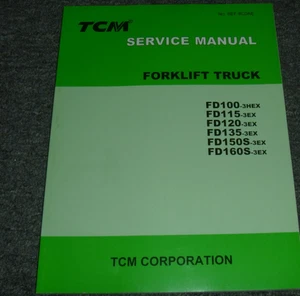 TCM
SERVICE MANUAL
FORKLIFT TRUCK
FD100-3HEX
FD115-3EX
FD120-3EX
FD135-3EX
FD150S-3EX
FD160S-3EX
TCM CORPORATION